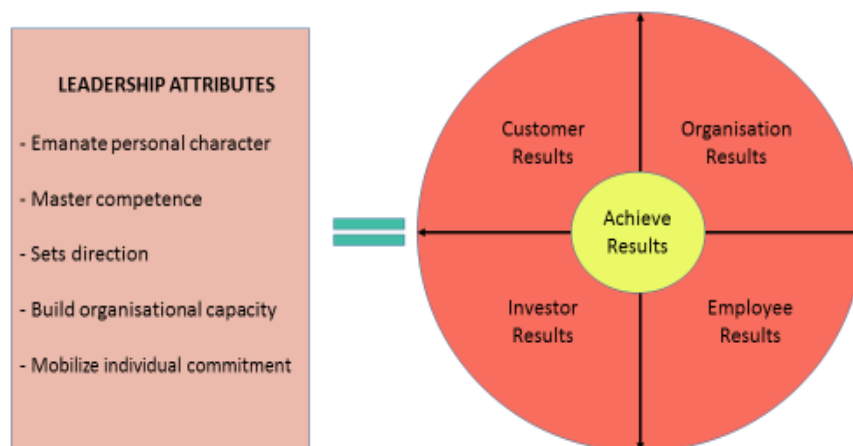 LEADERSHIP ATTRIBUTES
- Emanate personal character
- Master competence
- Sets direction
- Build organisational capacity
- Mobilize individual commitment
Customer
Results
Organisation
Results
Achieve
Results
Investor
Results
Employee
Results